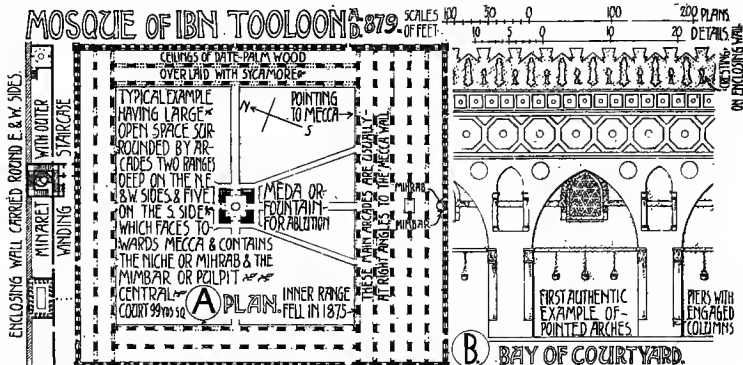 MOSQUE OF IBN TOOLOON A.D. 879.
SCALES OF FEET.
100 50 0 100 200 PLANS
10 5 0 10 20 DETAILS
CEILINGS OF DATE-PALM WOOD
OVERLAID WITH SYCAMORE
TYPICAL EXAMPLE
HAVING LARGE
OPEN SPACE SUR-
ROUNDED BY AR-
CADES TWO RANGES
DEEP ON THE N.E
& W. SIDES & FIVE
ON THE S. SIDE
WHICH FACES TO-
WARDS MECCA & CONTAINS
THE NICHE OR MIHRAB & THE
MIMBAR OR PULPIT
CENTRAL
COURT 99 YDS SQ
N
S
POINTING
TO MECCA
MEDA OR
FOUNTAIN
FOR ABLUTION
A PLAN.
INNER RANGE
FELL IN 1875
THESE MAIN ARCADES ARE USUALLY
AT RIGHT ANGLES TO THE MECCA WALL
MIHRAB
MIMBAR
ENCLOSING WALL CARRIED ROUND E. & W. SIDES
MINARET WITH OUTER
WINDING STAIRCASE
CRESTING
ON ENCLOSING WALL
FIRST AUTHENTIC
EXAMPLE OF
POINTED ARCHES
PIERS WITH
ENGAGED
COLUMNS
B. BAY OF COURTYARD.